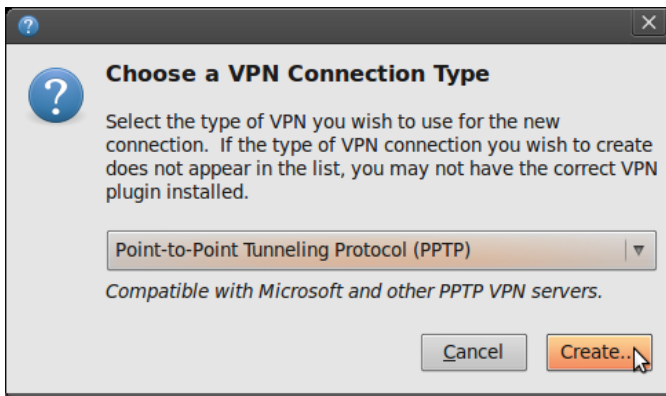 Choose a VPN Connection Type
Select the type of VPN you wish to use for the new
connection.  If the type of VPN connection you wish to create
does not appear in the list, you may not have the correct VPN
plugin installed.
Point-to-Point Tunneling Protocol (PPTP)
Compatible with Microsoft and other PPTP VPN servers.
Cancel
Create..